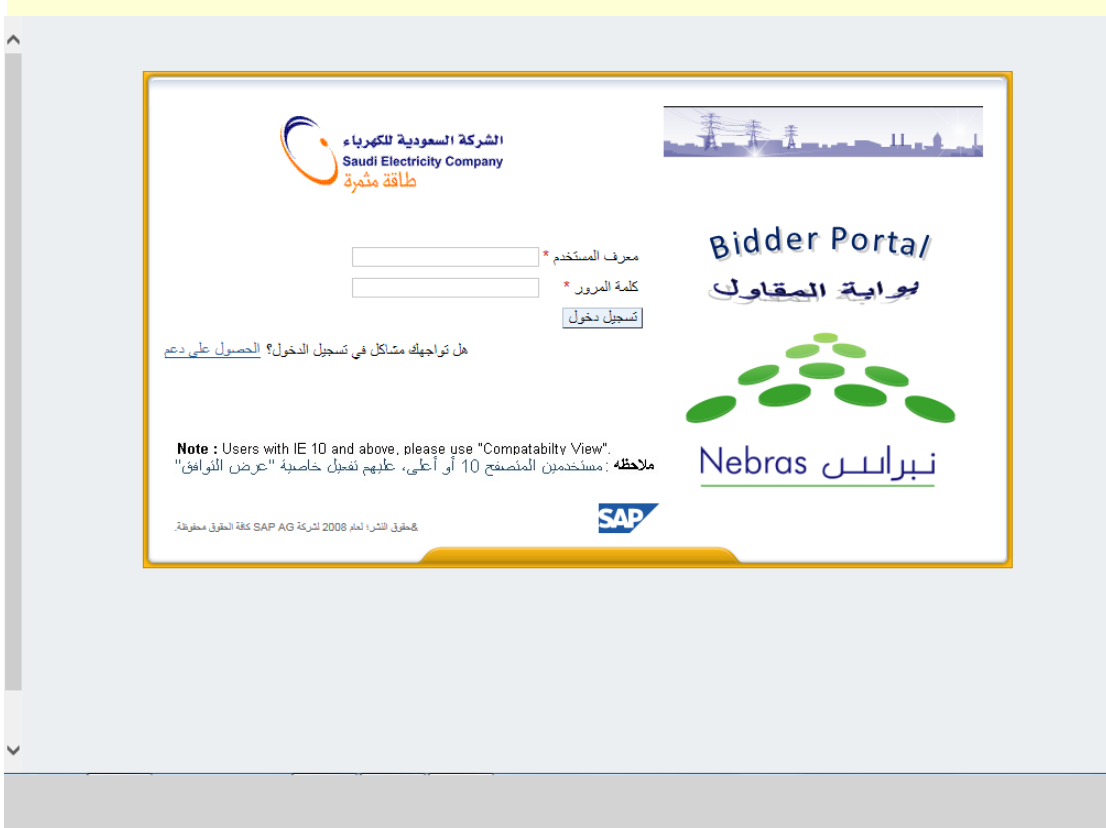 الشركة السعودية للكهرباء
Saudi Electricity Company
طاقة مثمرة
Bidder Portal
بوابة المقاول
معرف المستخدم *
كلمة المرور *
تسجيل دخول
هل تواجهك مشاكل في تسجيل الدخول؟ الحصول على دعم
Nebras نبراس
Note : Users with IE 10 and above, please use "Compatabilty View".
ملاحظه : مستخدمين المتصفح 10 أو أعلى، عليهم تفعيل خاصية "عرض التوافق"
SAP
&حقوق النشر؛ لعام 2008 لشركة SAP AG كافة الحقوق محفوظة.